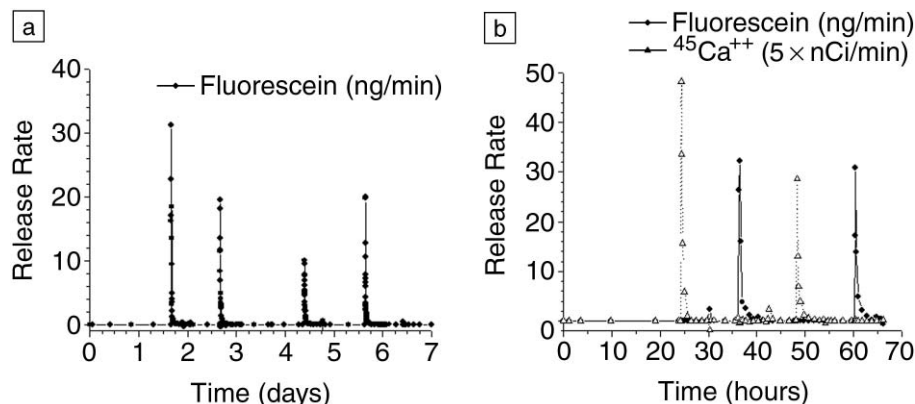 a
Fluorescein (ng/min)
Release Rate
40
30
20
10
0
0 1 2 3 4 5 6 7
Time (days)
b
Fluorescein (ng/min)
⁴⁵Ca⁺⁺ (5 × nCi/min)
Release Rate
50
40
30
20
10
0
0 10 20 30 40 50 60 70
Time (hours)